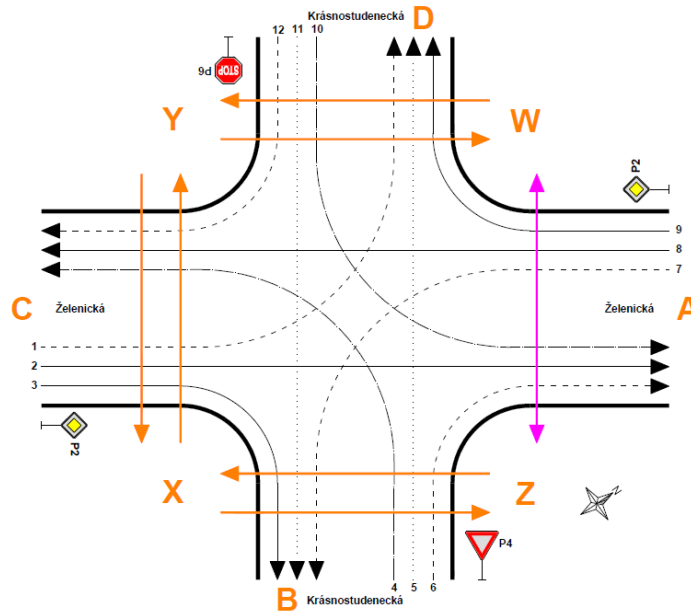 Krásnostudenecká
D
12 11 10
P6
STOP
Y
W
P2
9
8
7
C
Želenická
Želenická
A
1
2
3
P2
X
Z
N
P4
B
4 5 6
Krásnostudenecká